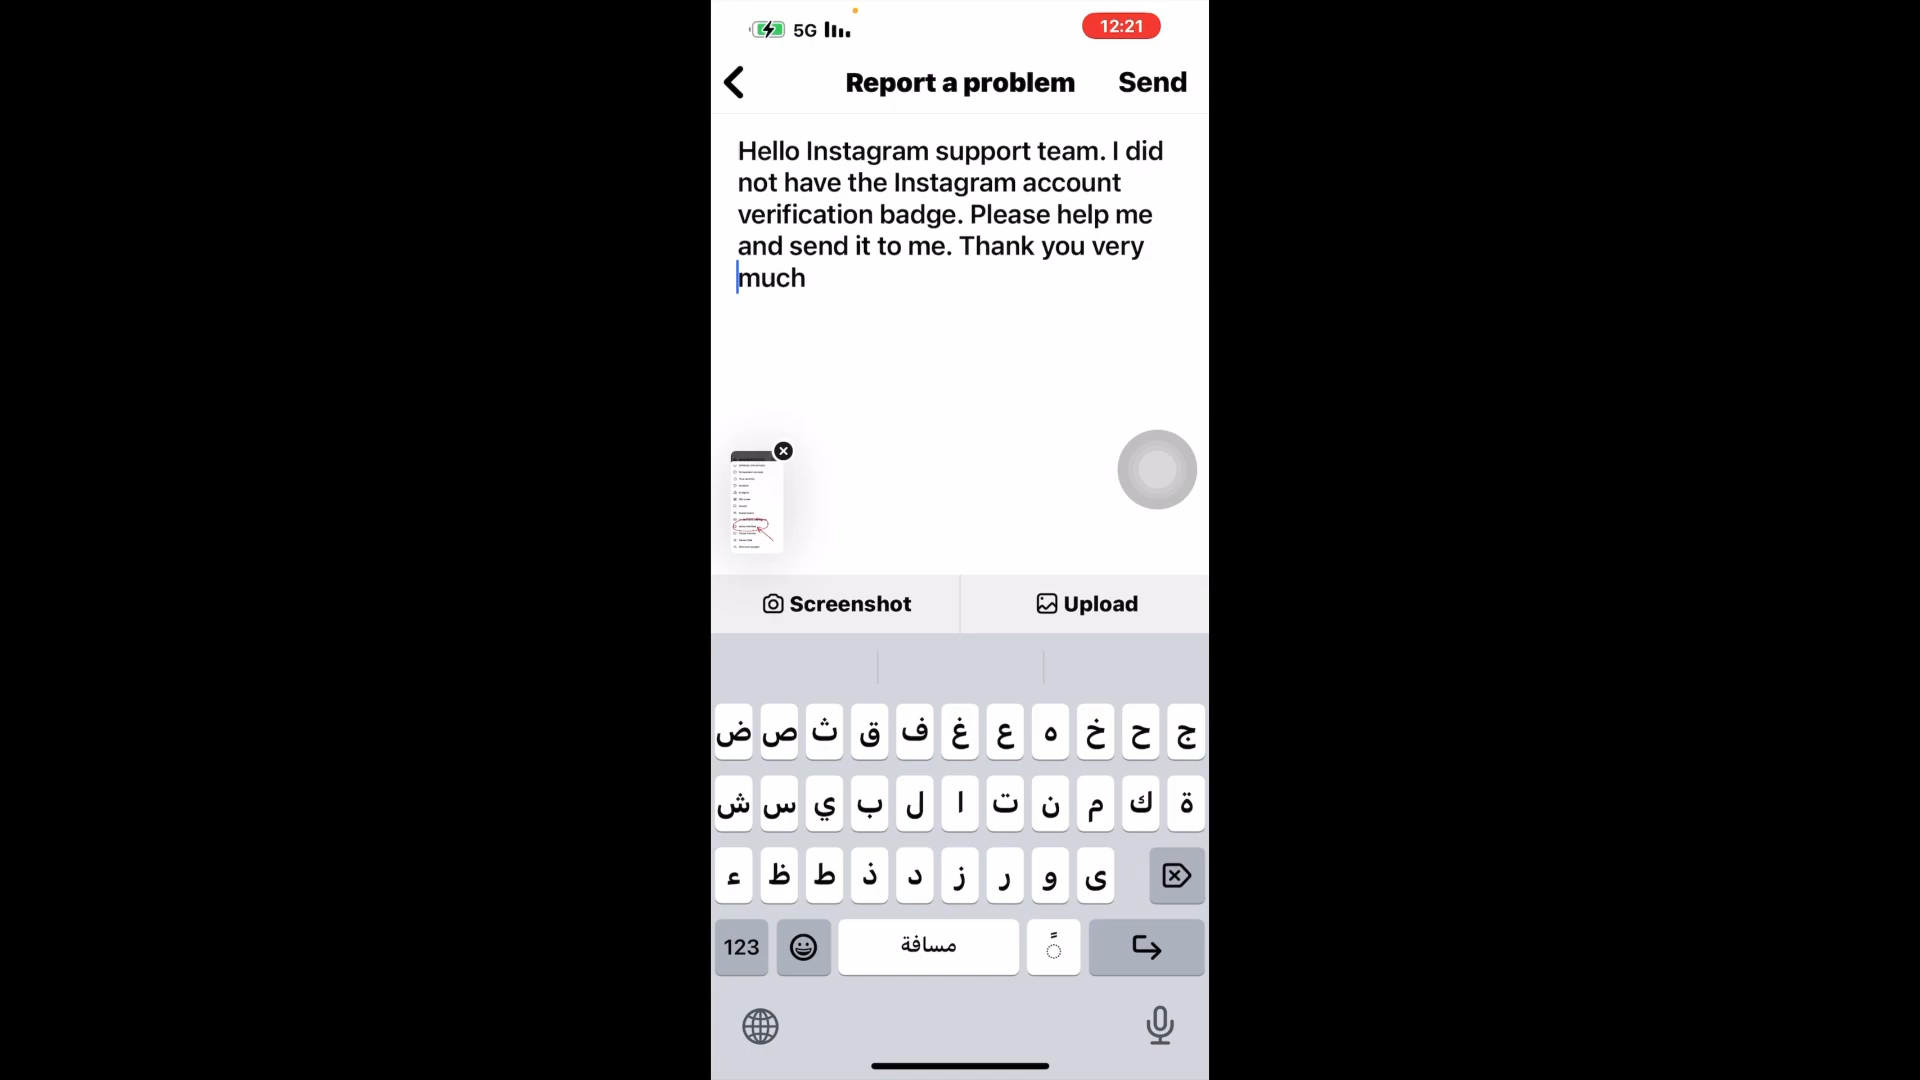 5G
12:21
Report a problem
Send
Hello Instagram support team. I did
not have the Instagram account
verification badge. Please help me
and send it to me. Thank you very
much
Screenshot
Upload
ض ص ث ق ف غ ع ه خ ح ج
ش س ي ب ل ا ت ن م ك ة
ء ظ ط ذ د ز ر و ى
123
مسافة